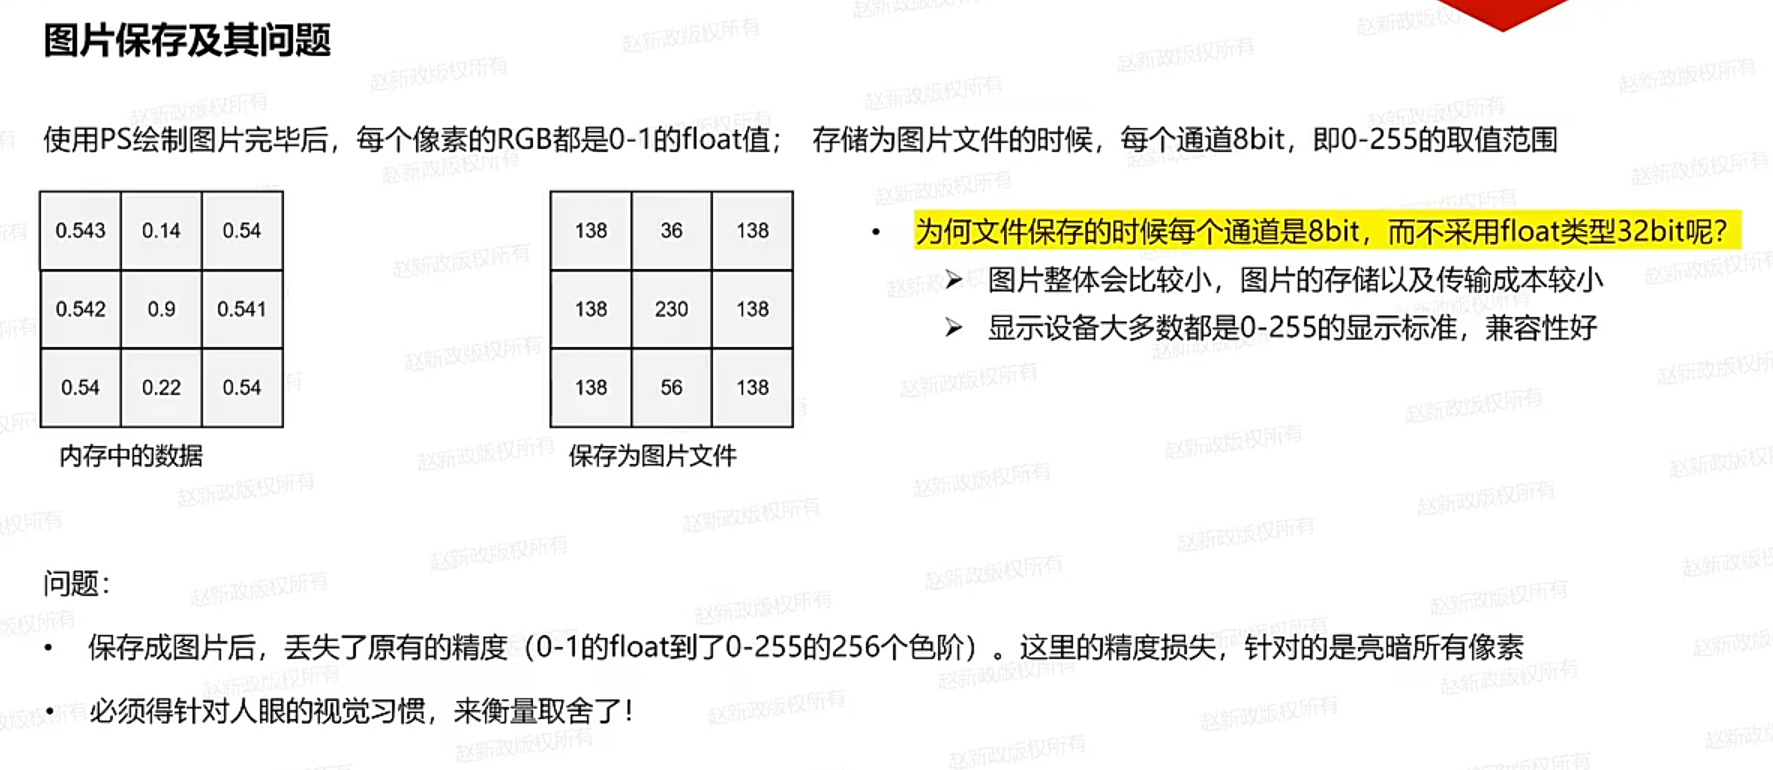 图片保存及其问题
使用PS绘制图片完毕后，每个像素的RGB都是0-1的float值； 存储为图片文件的时候，每个通道8bit，即0-255的取值范围
0.543 0.14 0.54
0.542 0.9 0.541
0.54 0.22 0.54
内存中的数据
138 36 138
138 230 138
138 56 138
保存为图片文件
• 为何文件保存的时候每个通道是8bit，而不采用float类型32bit呢？
➢ 图片整体会比较小，图片的存储以及传输成本较小
➢ 显示设备大多数都是0-255的显示标准，兼容性好
问题：
• 保存成图片后，丢失了原有的精度（0-1的float到了0-255的256个色阶）。这里的精度损失，针对的是亮暗所有像素
• 必须得针对人眼的视觉习惯，来衡量取舍了！
赵新政版权所有